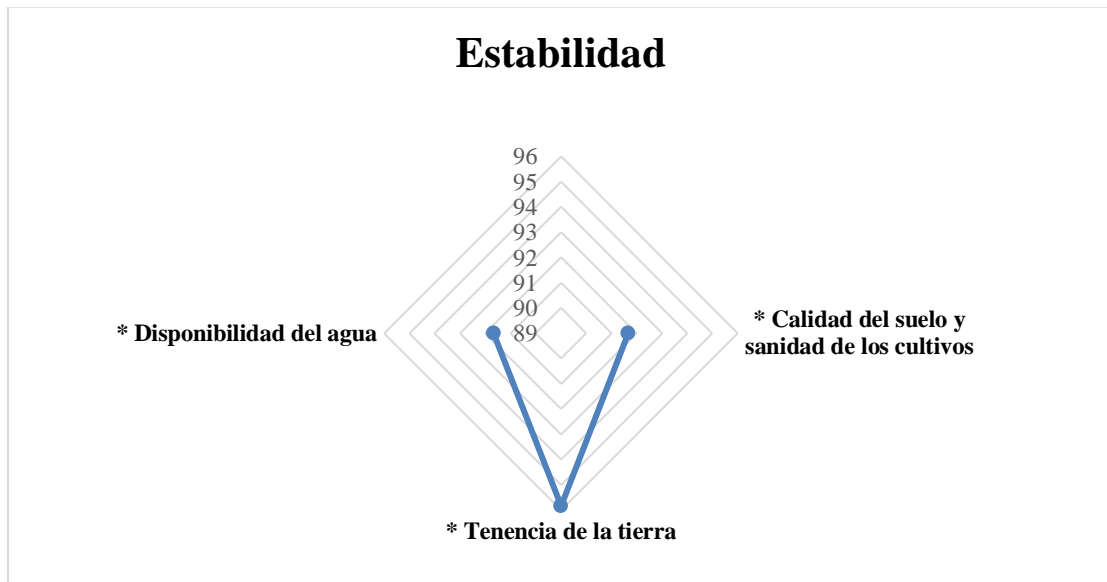 Estabilidad
96
95
94
93
92
91
90
89
* Disponibilidad del agua
* Calidad del suelo y
sanidad de los cultivos
* Tenencia de la tierra